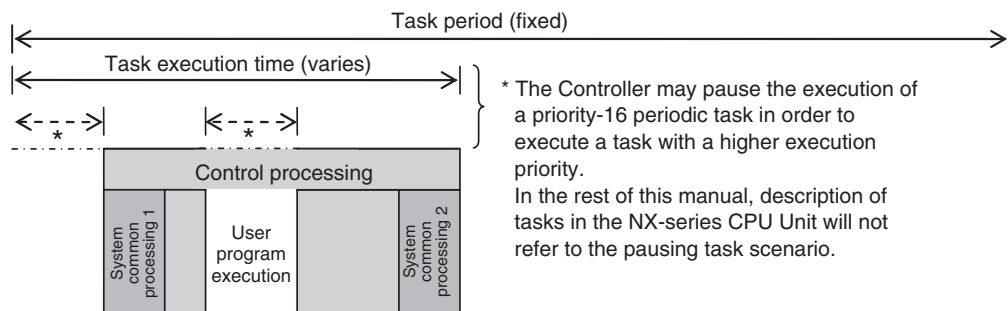 Task period (fixed)
Task execution time (varies)
*
*
Control processing
System
common
processing 1
User
program
execution
System
common
processing 2
* The Controller may pause the execution of
a priority-16 periodic task in order to
execute a task with a higher execution
priority.
In the rest of this manual, description of
tasks in the NX-series CPU Unit will not
refer to the pausing task scenario.